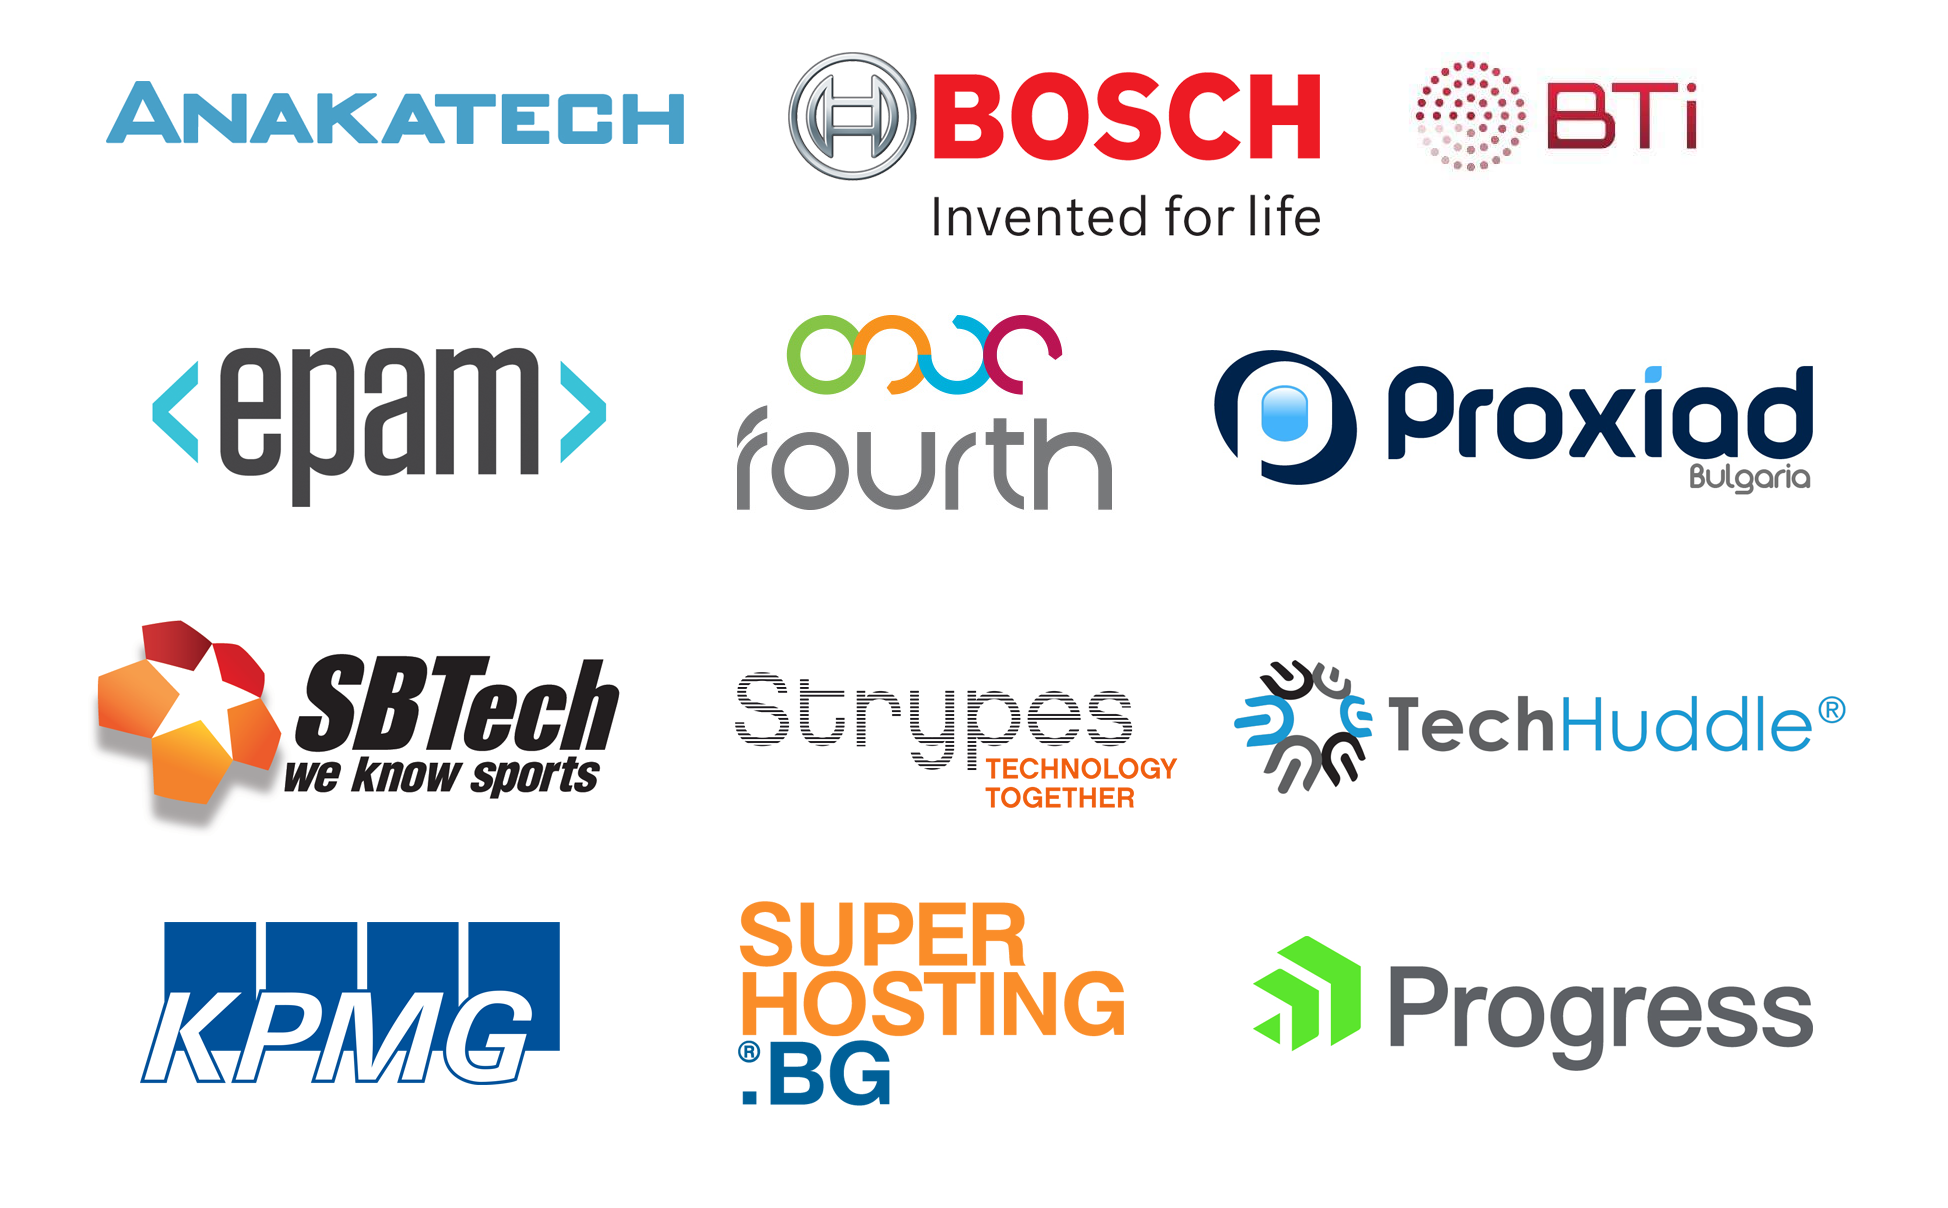 ANAKATECH
BOSCH
Invented for life
BTi
<epam>
fourth
Proxiad
Bulgaria
SBTech
we know sports
Strypes
TECHNOLOGY
TOGETHER
TechHuddle®
KPMG
SUPER
HOSTING
®
.BG
Progress